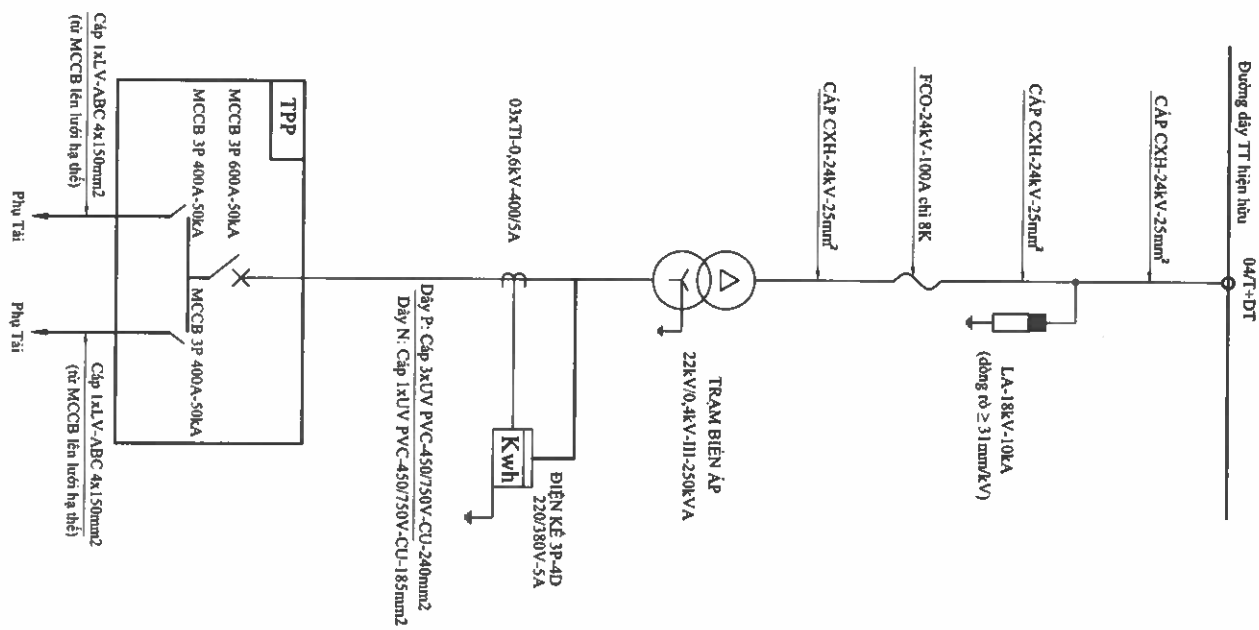 Đường dây TT hiện hữu
04/T+DT
CÁP CXH-24kV-25mm²
CÁP CXH-24kV-25mm²
LA-18kV-10kA
(dòng rò ≥ 31mm/kV)
FCO-24kV-100A chì 8K
CÁP CXH-24kV-25mm²
TRẠM BIẾN ÁP
22kV/0,4kV-III-250kVA
03xTI-0,6kV-400/5A
Kwh
ĐIỆN KẾ 3P-4D
220/380V-5A
Dây P: Cáp 3xUV PVC-450/750V-CU-240mm2
Dây N: Cáp 1xUV PVC-450/750V-CU-185mm2
TPP
MCCB 3P 600A-50kA
MCCB 3P 400A-50kA
MCCB 3P 400A-50kA
Cáp 1xLV-ABC 4x150mm2
(từ MCCB lên lưới hạ thế)
Cáp 1xLV-ABC 4x150mm2
(từ MCCB lên lưới hạ thế)
Phụ Tải
Phụ Tải